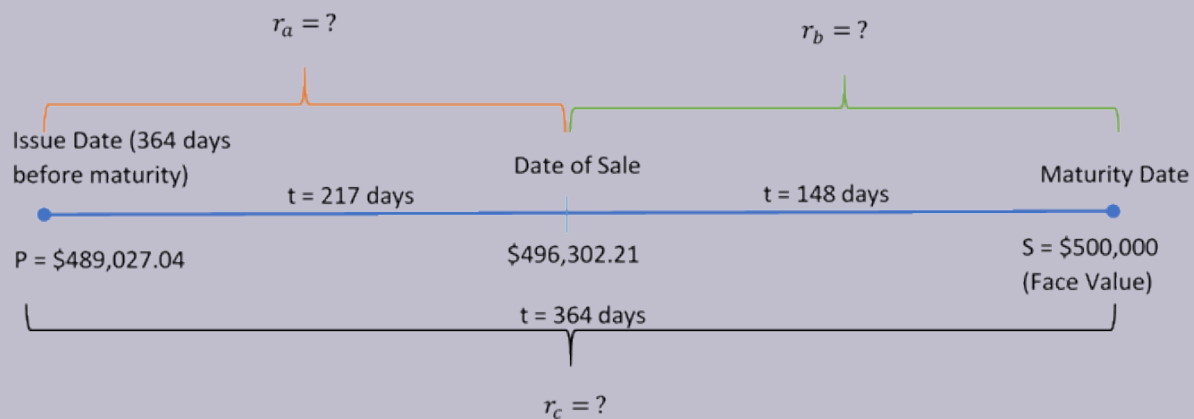 r_a = ?
r_b = ?
Issue Date (364 days
before maturity)
Date of Sale
Maturity Date
t = 217 days
t = 148 days
P = $489,027.04
$496,302.21
S = $500,000
(Face Value)
t = 364 days
r_c = ?